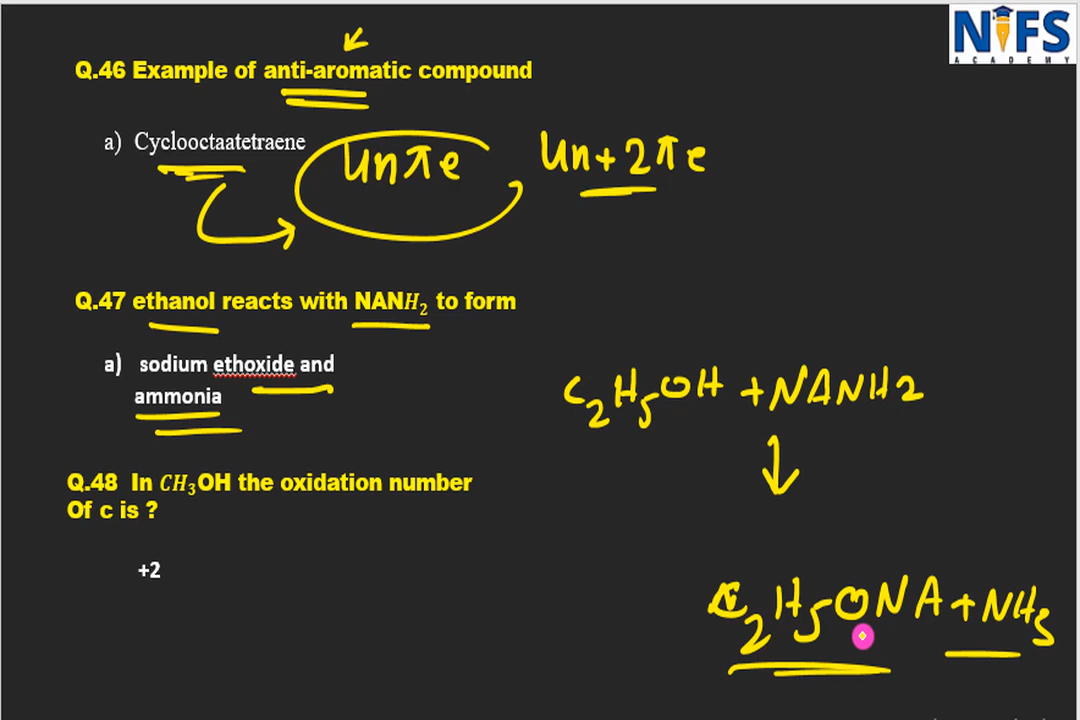 NiFS
ACADEMY
Q.46 Example of anti-aromatic compound
a) Cyclooctaatetraene
4nπe 4n+2πe
Q.47 ethanol reacts with NANH₂ to form
a) sodium ethoxide and
ammonia
C₂H₅OH + NANH2
↓
Q.48 In CH₃OH the oxidation number
Of c is ?
+2
C₂H₅ONA + NH₃